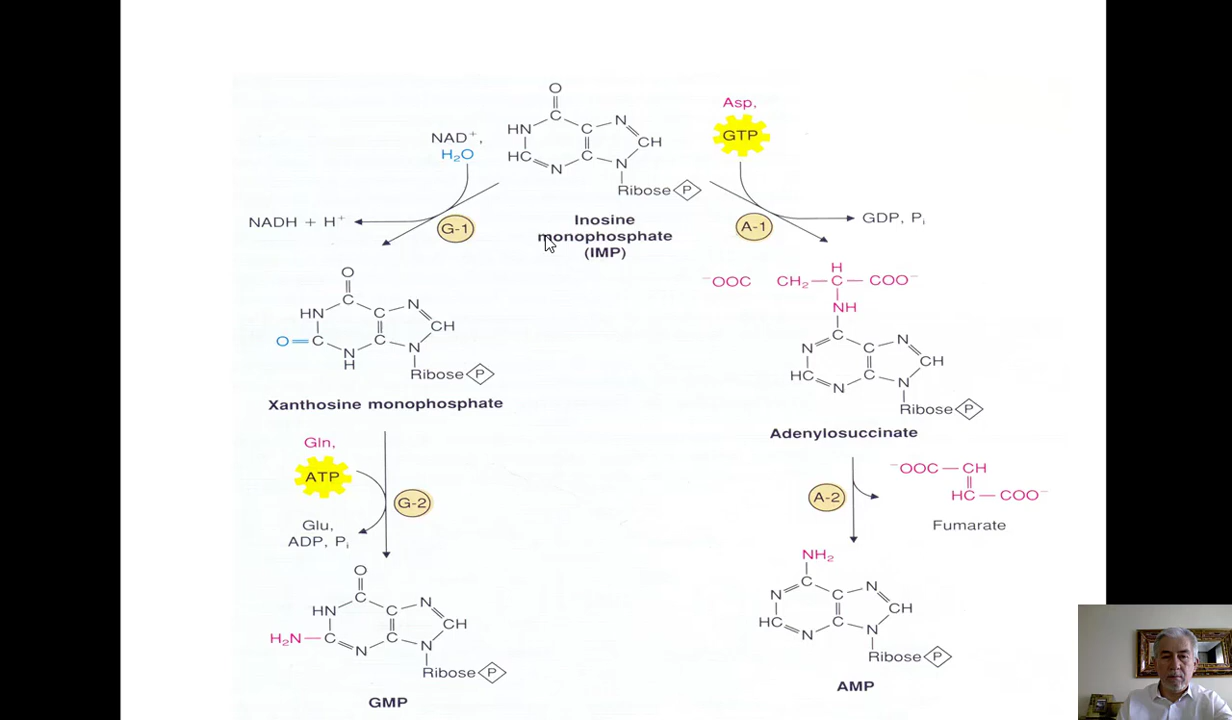 O
HN
C
C
N
CH
HC
N
C
N
Ribose P
Inosine
monophosphate
(IMP)
NAD⁺,
H₂O
NADH + H⁺
G-1
Asp,
GTP
A-1
GDP, Pᵢ
O
HN
C
C
N
CH
O=C
N
H
C
N
Ribose P
Xanthosine monophosphate
H
⁻OOC CH₂—C—COO⁻
NH
C
N
C
N
CH
HC
N
C
N
Ribose P
Adenylosuccinate
Gln,
ATP
G-2
Glu,
ADP, Pᵢ
A-2
⁻OOC—CH
HC—COO⁻
Fumarate
O
HN
C
C
N
CH
H₂N—C
N
C
N
Ribose P
GMP
NH₂
C
N
C
N
CH
HC
N
C
N
Ribose P
AMP